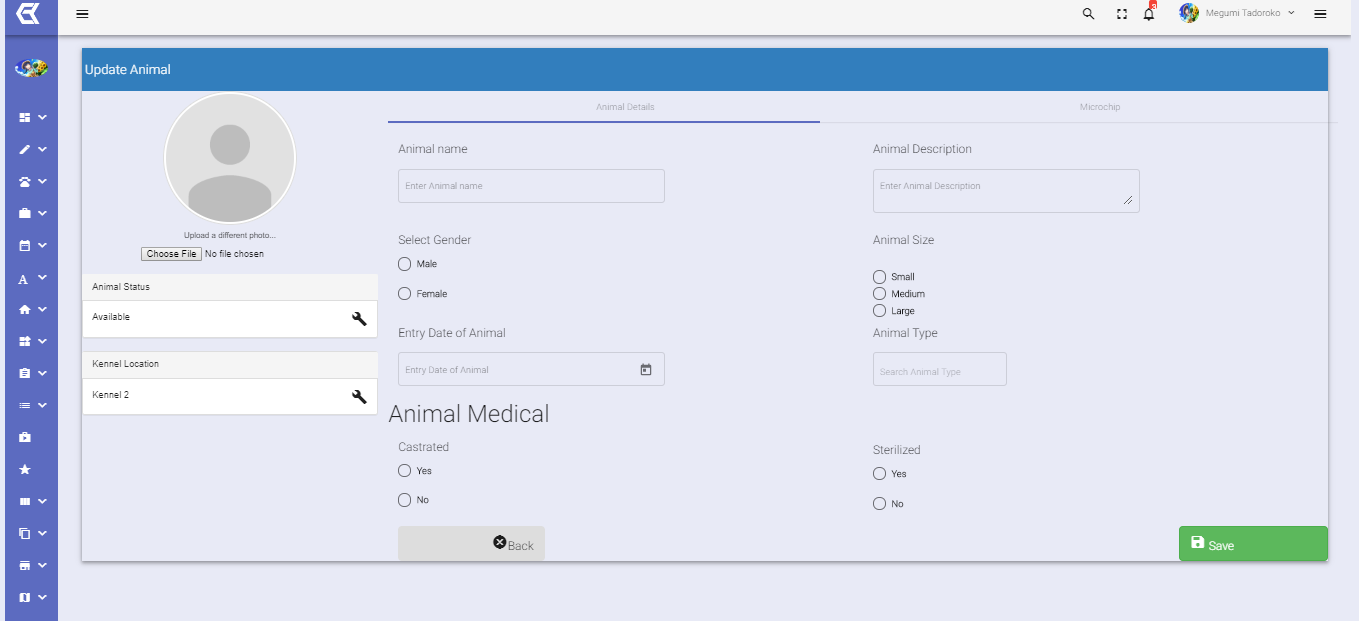 3
Megumi Tadoroko
Update Animal
Animal Details
Microchip
Upload a different photo...
Choose File No file chosen
Animal Status
Available
Kennel Location
Kennel 2
Animal name
Enter Animal name
Animal Description
Enter Animal Description
Select Gender
Male
Female
Animal Size
Small
Medium
Large
Entry Date of Animal
Entry Date of Animal
Animal Type
Search Animal Type
Animal Medical
Castrated
Yes
No
Sterilized
Yes
No
Back
Save
A